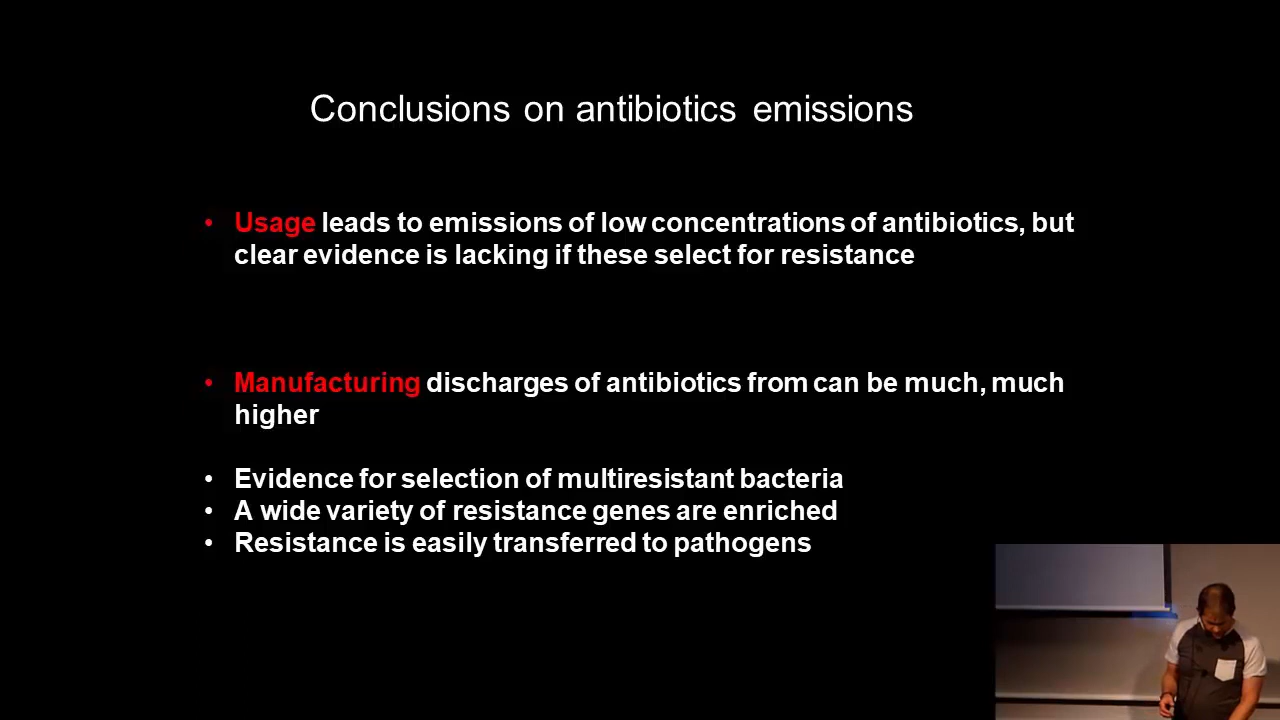 Conclusions on antibiotics emissions
• Usage leads to emissions of low concentrations of antibiotics, but
clear evidence is lacking if these select for resistance
• Manufacturing discharges of antibiotics from can be much, much
higher
• Evidence for selection of multiresistant bacteria
• A wide variety of resistance genes are enriched
• Resistance is easily transferred to pathogens